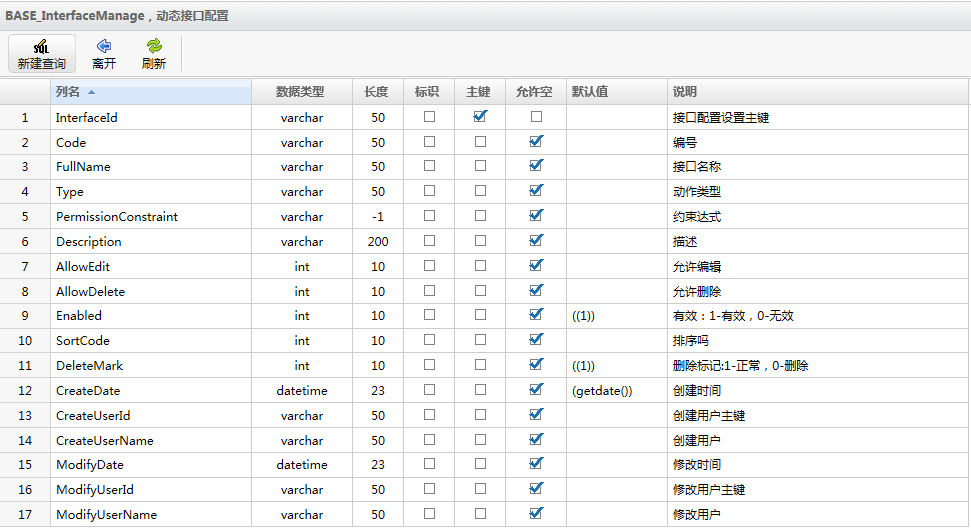 BASE_InterfaceManage，动态接口配置
SQL
新建查询 离开 刷新
列名 数据类型 长度 标识 主键 允许空 默认值 说明
1 InterfaceId varchar 50 接口配置设置主键
2 Code varchar 50 编号
3 FullName varchar 50 接口名称
4 Type varchar 50 动作类型
5 PermissionConstraint varchar -1 约束达式
6 Description varchar 200 描述
7 AllowEdit int 10 允许编辑
8 AllowDelete int 10 允许删除
9 Enabled int 10 ((1)) 有效：1-有效，0-无效
10 SortCode int 10 排序吗
11 DeleteMark int 10 ((1)) 删除标记:1-正常，0-删除
12 CreateDate datetime 23 (getdate()) 创建时间
13 CreateUserId varchar 50 创建用户主键
14 CreateUserName varchar 50 创建用户
15 ModifyDate datetime 23 修改时间
16 ModifyUserId varchar 50 修改用户主键
17 ModifyUserName varchar 50 修改用户